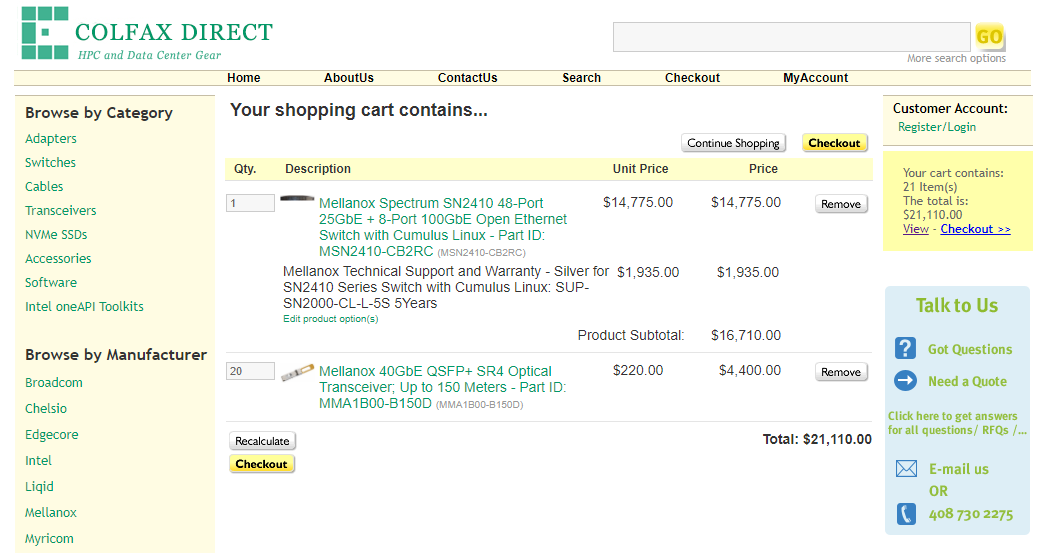 COLFAX DIRECT
HPC and Data Center Gear
GO
More search options
Home AboutUs ContactUs Search Checkout MyAccount
Browse by Category
Adapters
Switches
Cables
Transceivers
NVMe SSDs
Accessories
Software
Intel oneAPI Toolkits
Browse by Manufacturer
Broadcom
Chelsio
Edgecore
Intel
Liqid
Mellanox
Myricom
Your shopping cart contains...
Continue Shopping Checkout
Qty. Description Unit Price Price
1 Mellanox Spectrum SN2410 48-Port $14,775.00 $14,775.00 Remove
25GbE + 8-Port 100GbE Open Ethernet
Switch with Cumulus Linux - Part ID:
MSN2410-CB2RC (MSN2410-CB2RC)
Mellanox Technical Support and Warranty - Silver for $1,935.00 $1,935.00
SN2410 Series Switch with Cumulus Linux: SUP-
SN2000-CL-L-5S 5Years
Edit product option(s)
Product Subtotal: $16,710.00
20 Mellanox 40GbE QSFP+ SR4 Optical $220.00 $4,400.00 Remove
Transceiver; Up to 150 Meters - Part ID:
MMA1B00-B150D (MMA1B00-B150D)
Recalculate Total: $21,110.00
Checkout
Customer Account:
Register/Login
Your cart contains:
21 Item(s)
The total is:
$21,110.00
View - Checkout >>
Talk to Us
? Got Questions
Need a Quote
Click here to get answers
for all questions/ RFQs /...
E-mail us
OR
408 730 2275